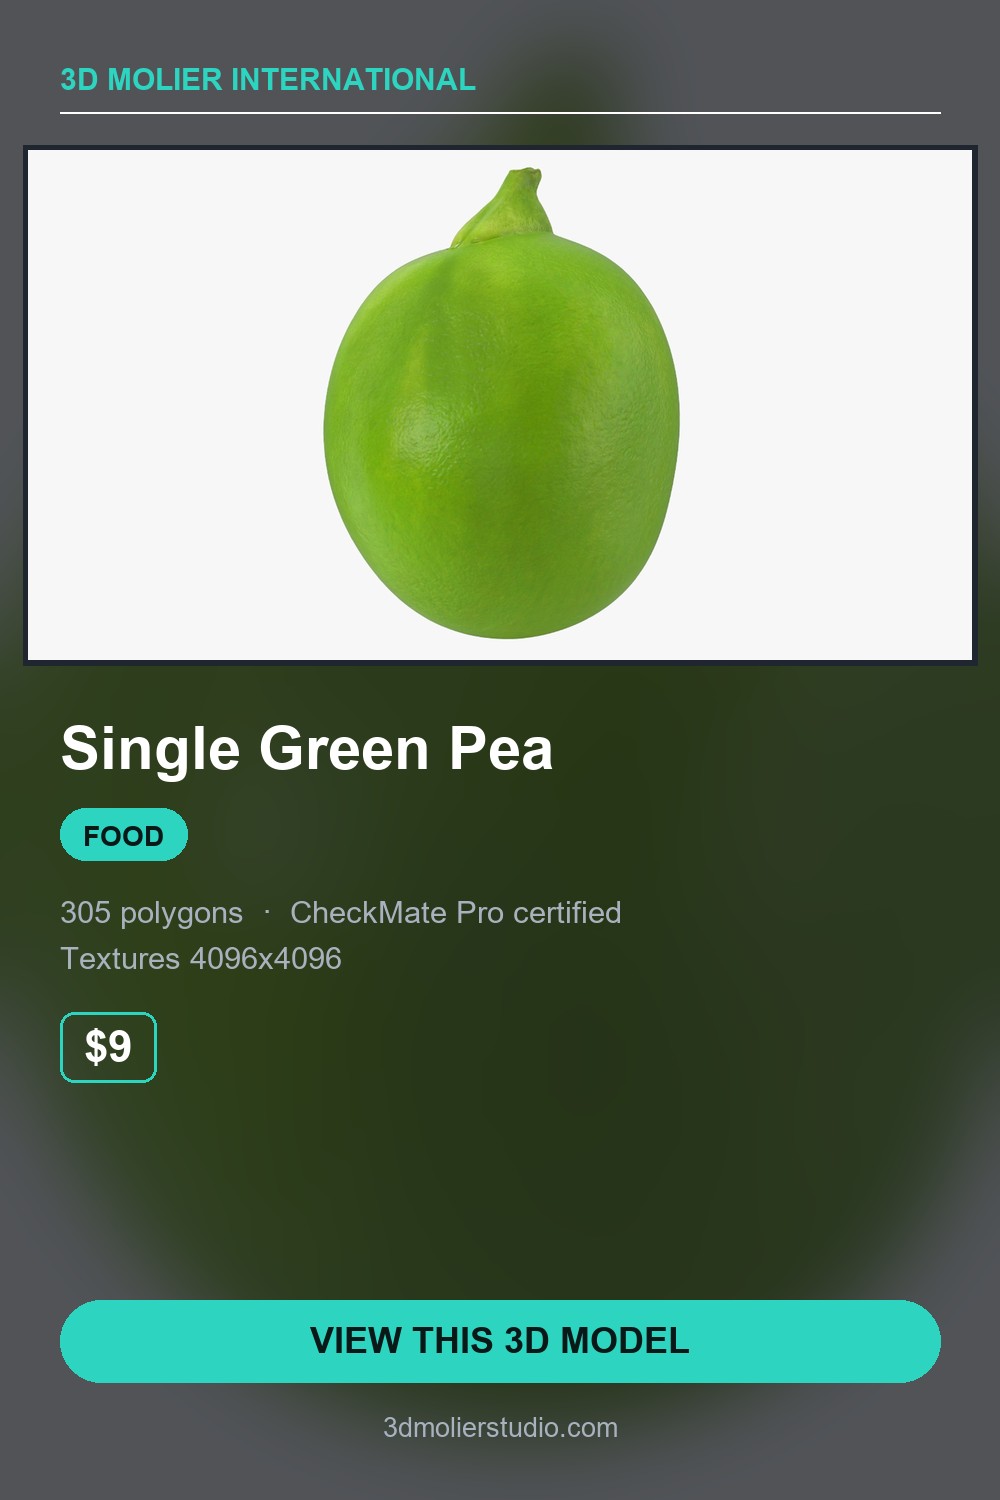 3D MOLIER INTERNATIONAL
Single Green Pea
FOOD
305 polygons · CheckMate Pro certified
Textures 4096x4096
$9
VIEW THIS 3D MODEL
3dmolierstudio.com